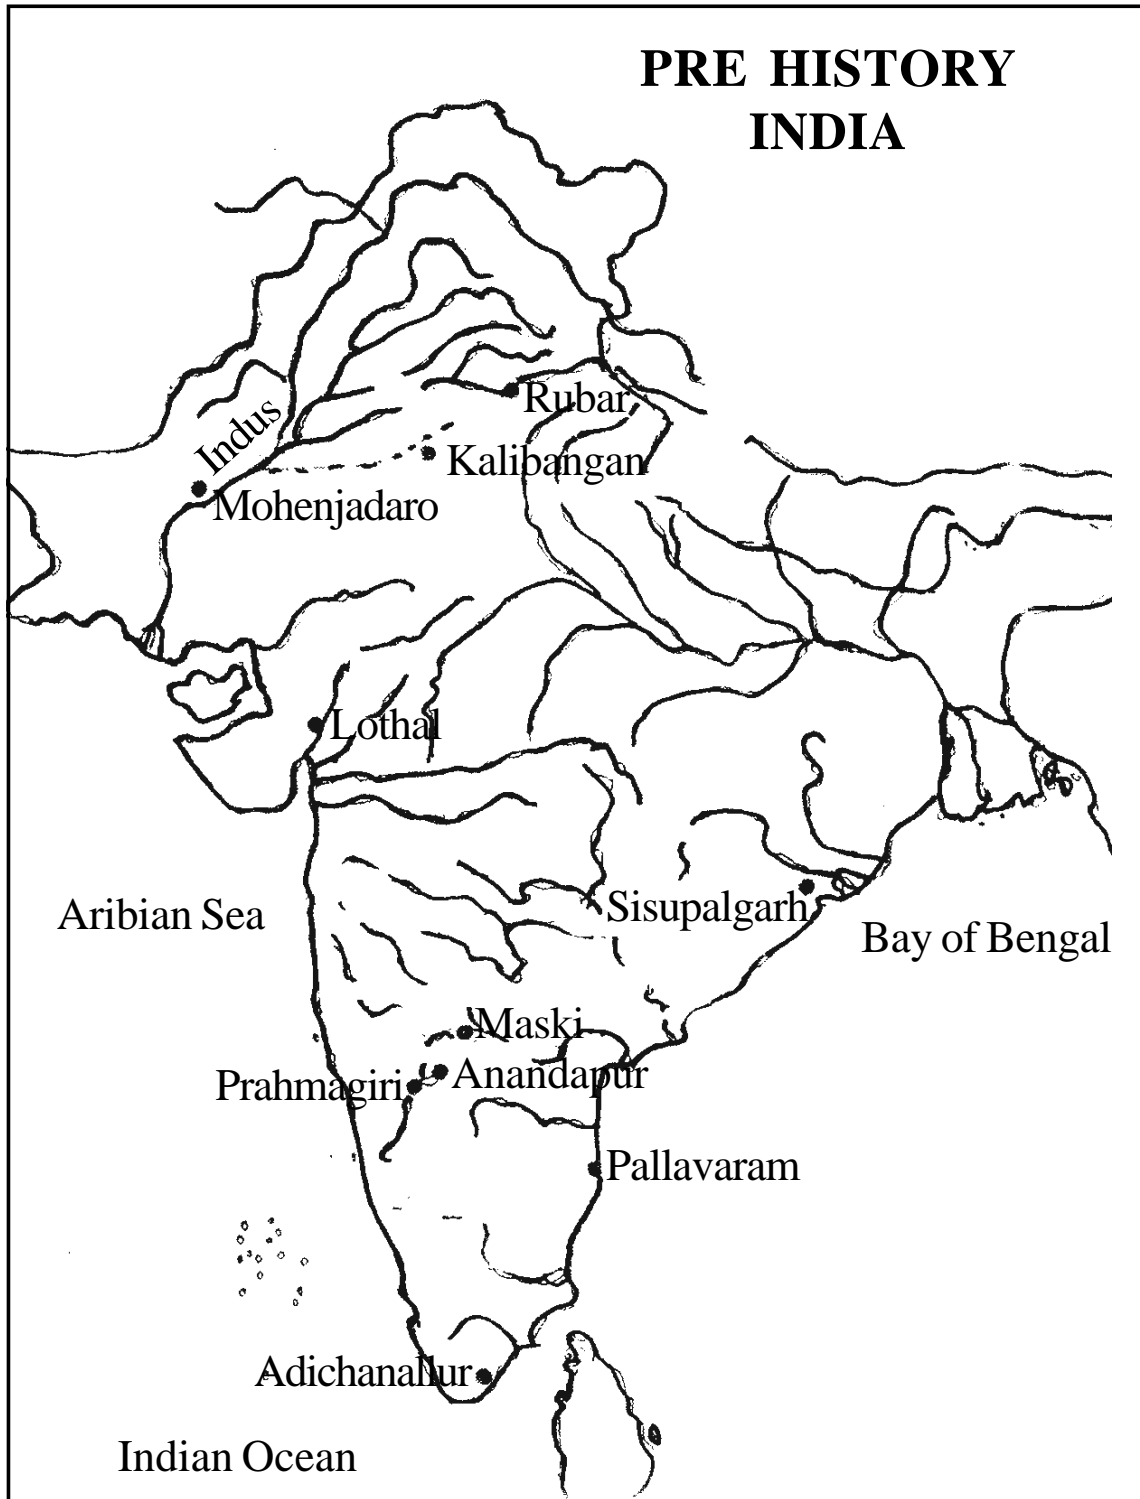 PRE HISTORY
INDIA
Rubar
Indus
Kalibangan
Mohenjadaro
Lothal
Sisupalgarh
Aribian Sea
Bay of Bengal
Maski
Anandapur
Prahmagiri
Pallavaram
Adichanallur
Indian Ocean